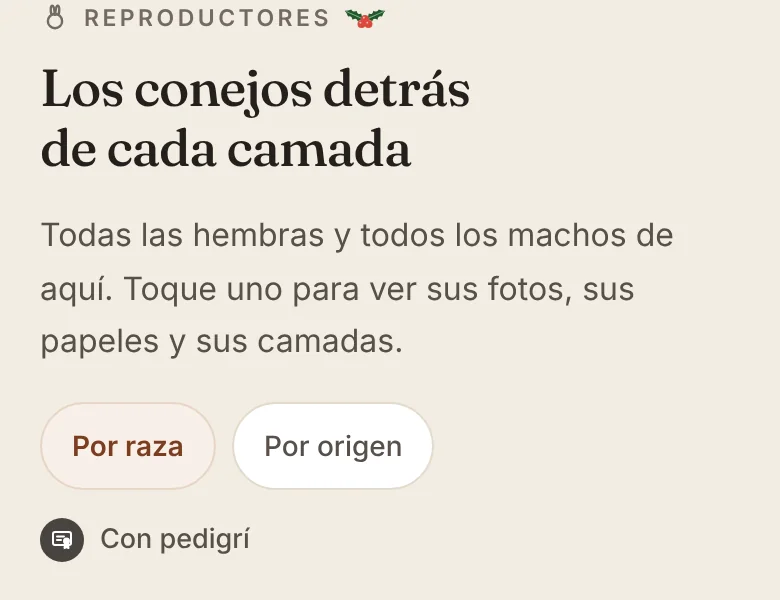 REPRODUCTORES
Los conejos detrás
de cada camada
Todas las hembras y todos los machos de
aquí. Toque uno para ver sus fotos, sus
papeles y sus camadas.
Por raza
Por origen
Con pedigrí